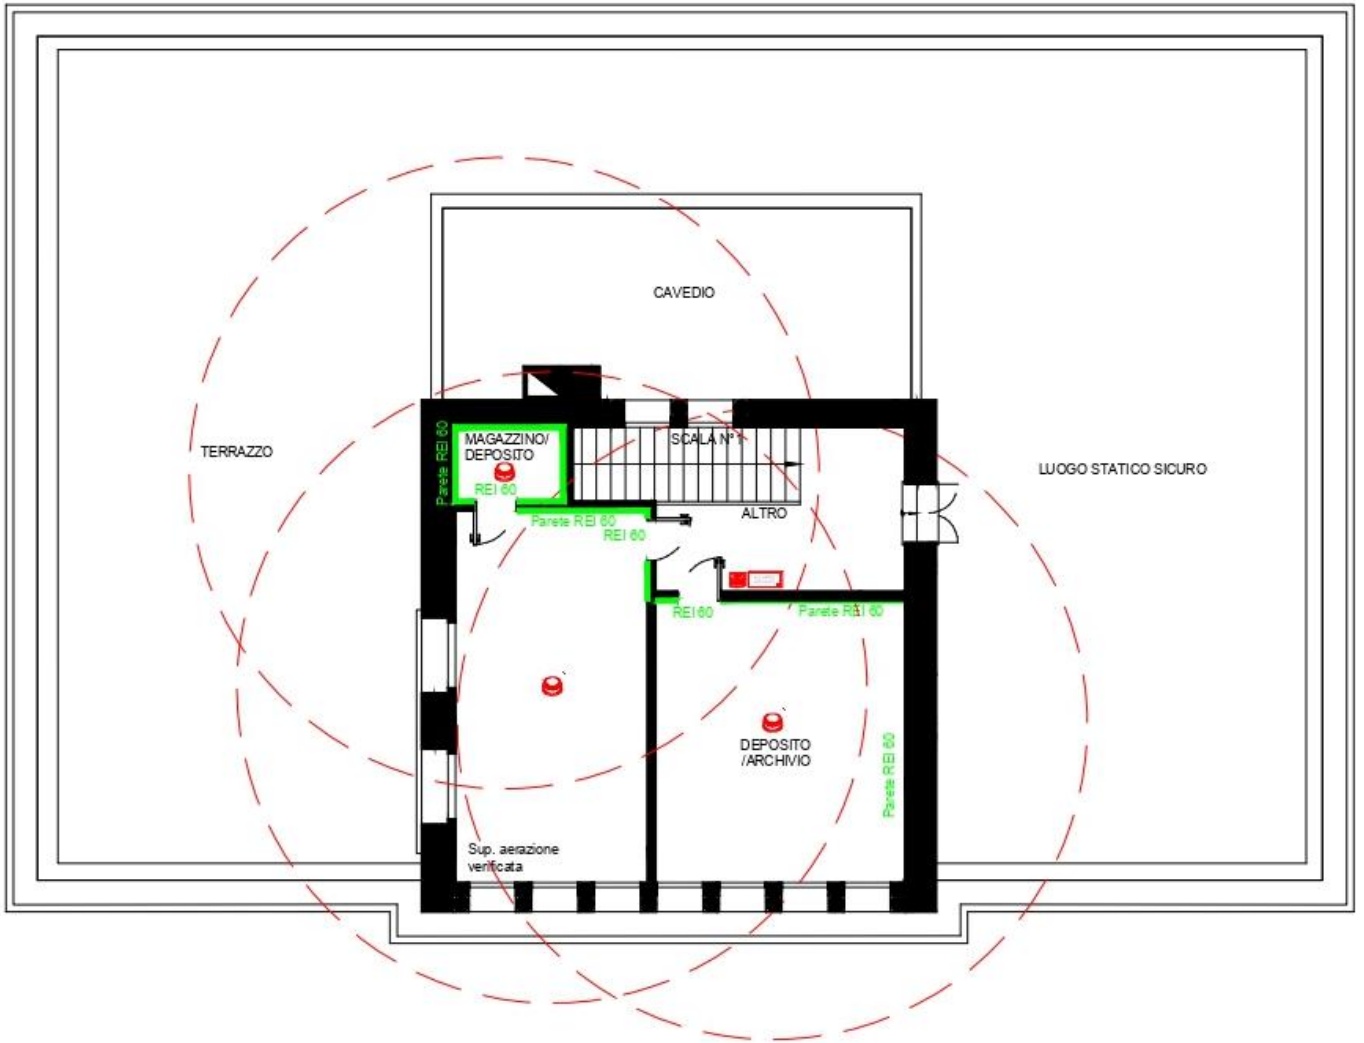 CAVEDIO
TERRAZZO
Parete REI 60
MAGAZZINO/
DEPOSITO
REI 60
SCALA N°1
LUOGO STATICO SICURO
ALTRO
Parete REI 60
REI 60
REI 60
Parete REI 60
DEPOSITO
/ARCHIVIO
Parete REI 60
Sup. aerazione
verificata